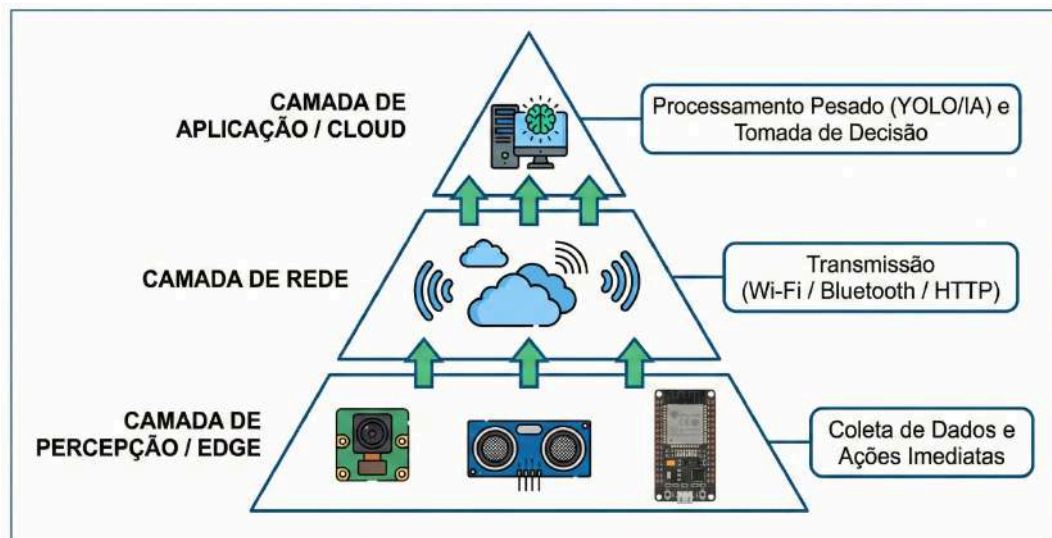 CAMADA DE
APLICAÇÃO / CLOUD
Processamento Pesado (YOLO/IA) e
Tomada de Decisão
CAMADA DE REDE
Transmissão
(Wi-Fi / Bluetooth / HTTP)
CAMADA DE
PERCEPÇÃO / EDGE
Coleta de Dados e
Ações Imediatas